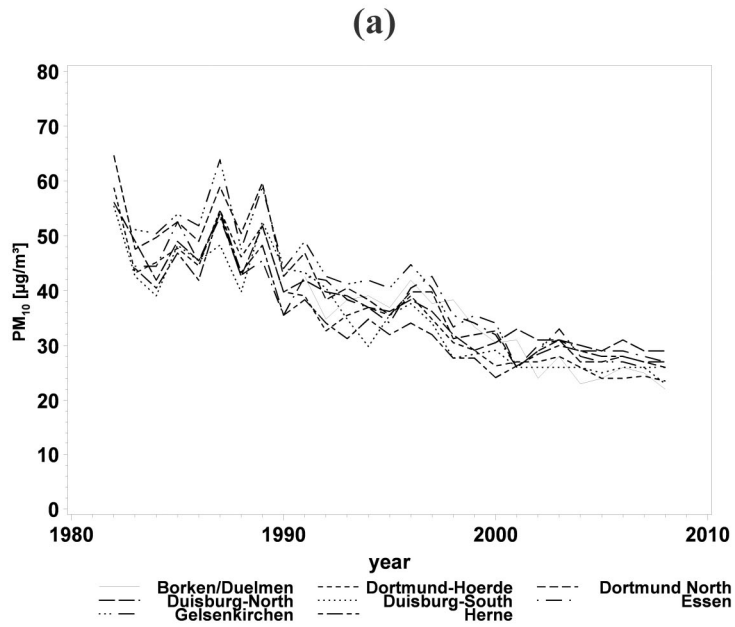 (a)
80
70
60
50
40
30
20
10
0
PM10 [µg/m³]
1980 1990 2000 2010
year
Borken/Duelmen Dortmund-Hoerde Dortmund North
Duisburg-North Duisburg-South Essen
Gelsenkirchen Herne